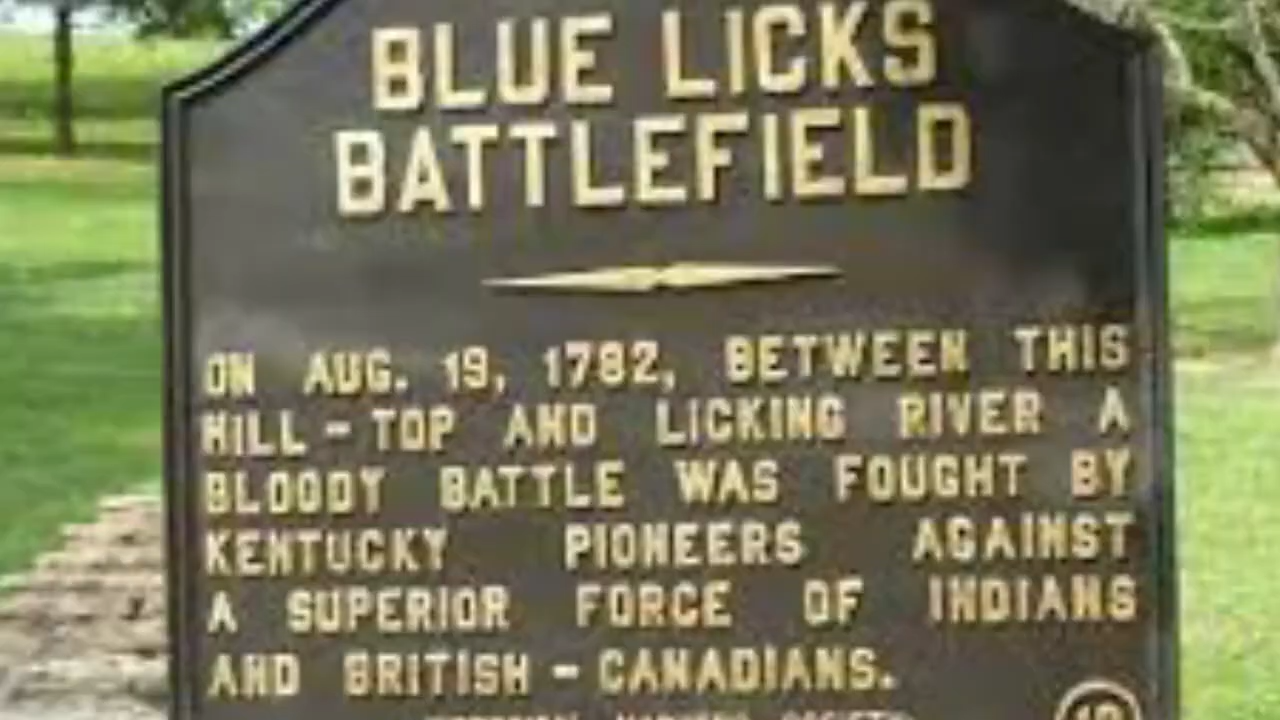 BLUE LICKS
BATTLEFIELD
ON AUG. 19, 1782, BETWEEN THIS
HILL-TOP AND LICKING RIVER A
BLOODY BATTLE WAS FOUGHT BY
KENTUCKY PIONEERS AGAINST
A SUPERIOR FORCE OF INDIANS
AND BRITISH-CANADIANS.